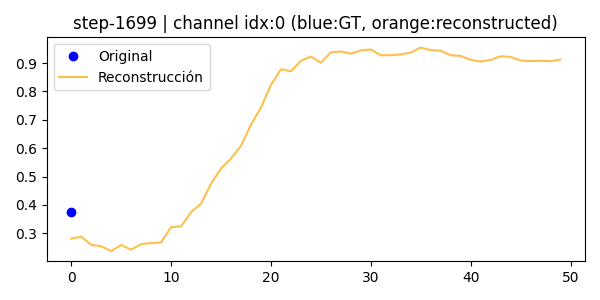 step-1699 | channel idx:0 (blue:GT, orange:reconstructed)
Original
Reconstrucción
0.9
0.8
0.7
0.6
0.5
0.4
0.3
0 10 20 30 40 50